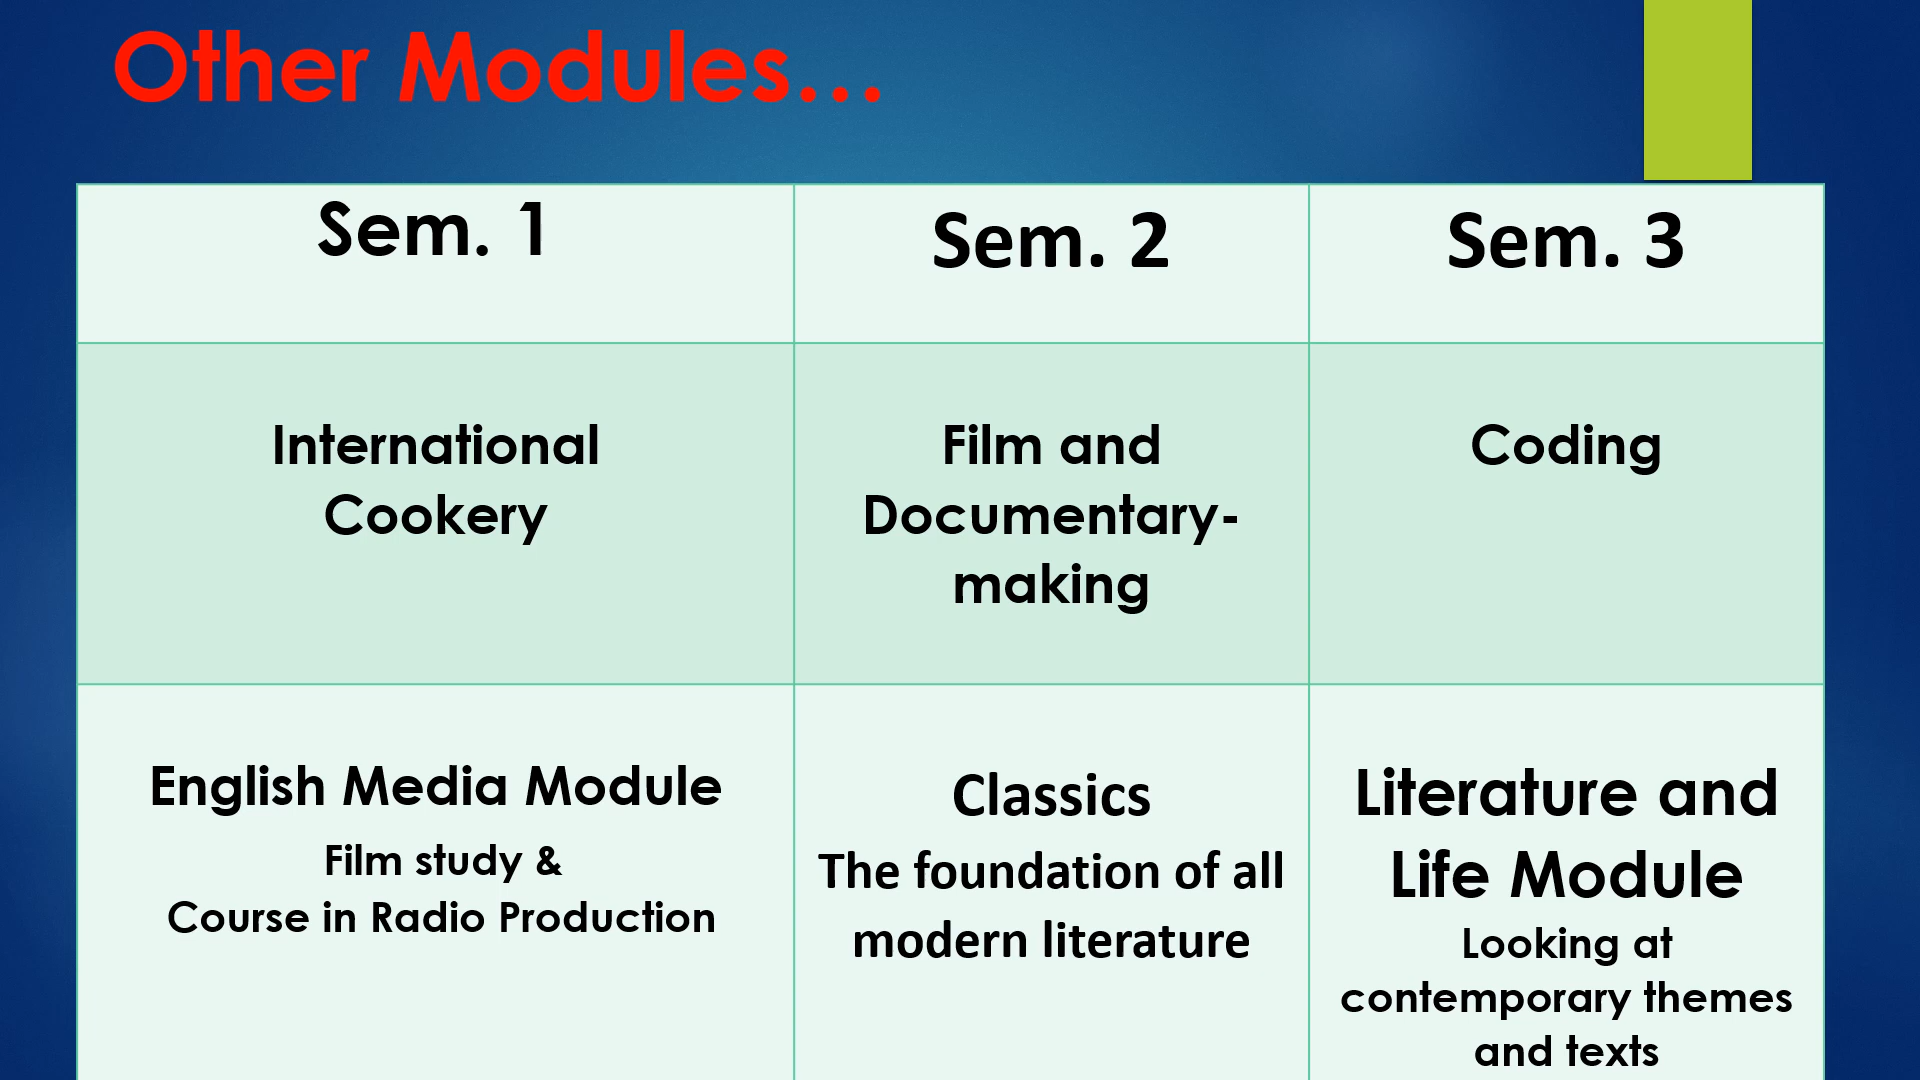 Other Modules…
Sem. 1
Sem. 2
Sem. 3
International
Cookery
Film and
Documentary-
making
Coding
English Media Module
Film study &
Course in Radio Production
Classics
The foundation of all
modern literature
Literature and
Life Module
Looking at
contemporary themes
and texts